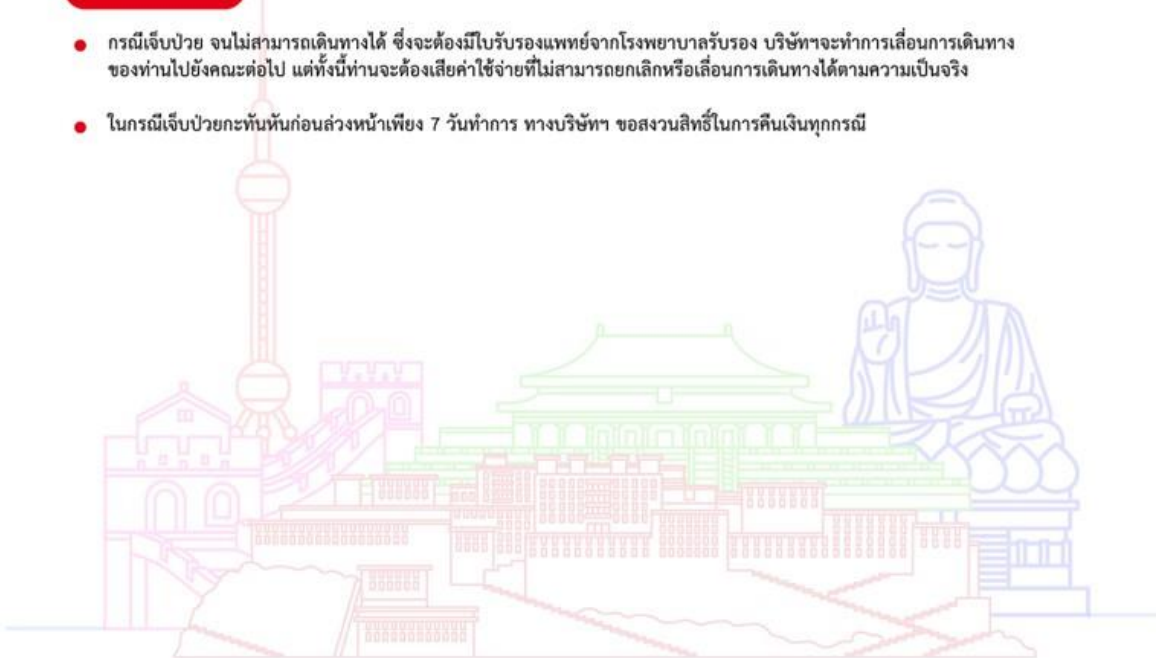 กรณีเจ็บป่วย จนไม่สามารถเดินทางได้ ซึ่งจะต้องมีใบรับรองแพทย์จากโรงพยาบาลรับรอง บริษัทฯจะทำการเลื่อนการเดินทาง
ของท่านไปยังคณะต่อไป แต่ทั้งนี้ท่านจะต้องเสียค่าใช้จ่ายที่ไม่สามารถยกเลิกหรือเลื่อนการเดินทางได้ตามความเป็นจริง
ในกรณีเจ็บป่วยกะทันหันก่อนล่วงหน้าเพียง 7 วันทำการ ทางบริษัทฯ ขอสงวนสิทธิ์ในการคืนเงินทุกกรณี